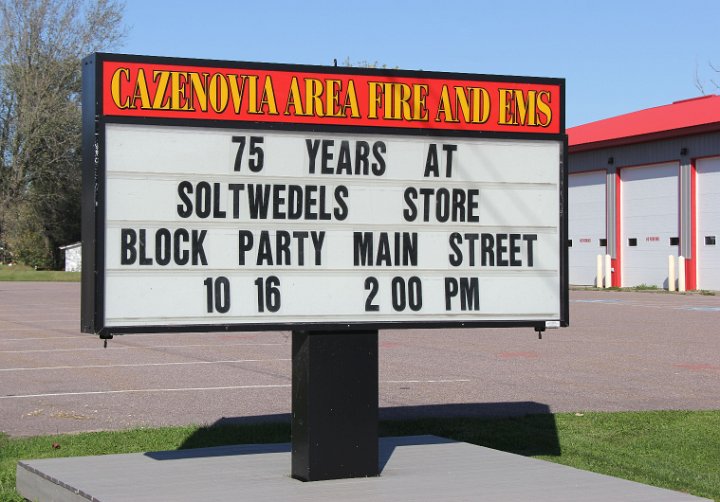 CAZENOVIA AREA FIRE AND EMS
75 YEARS AT
SOLTWEDELS STORE
BLOCK PARTY MAIN STREET
10 16 2 00 PM